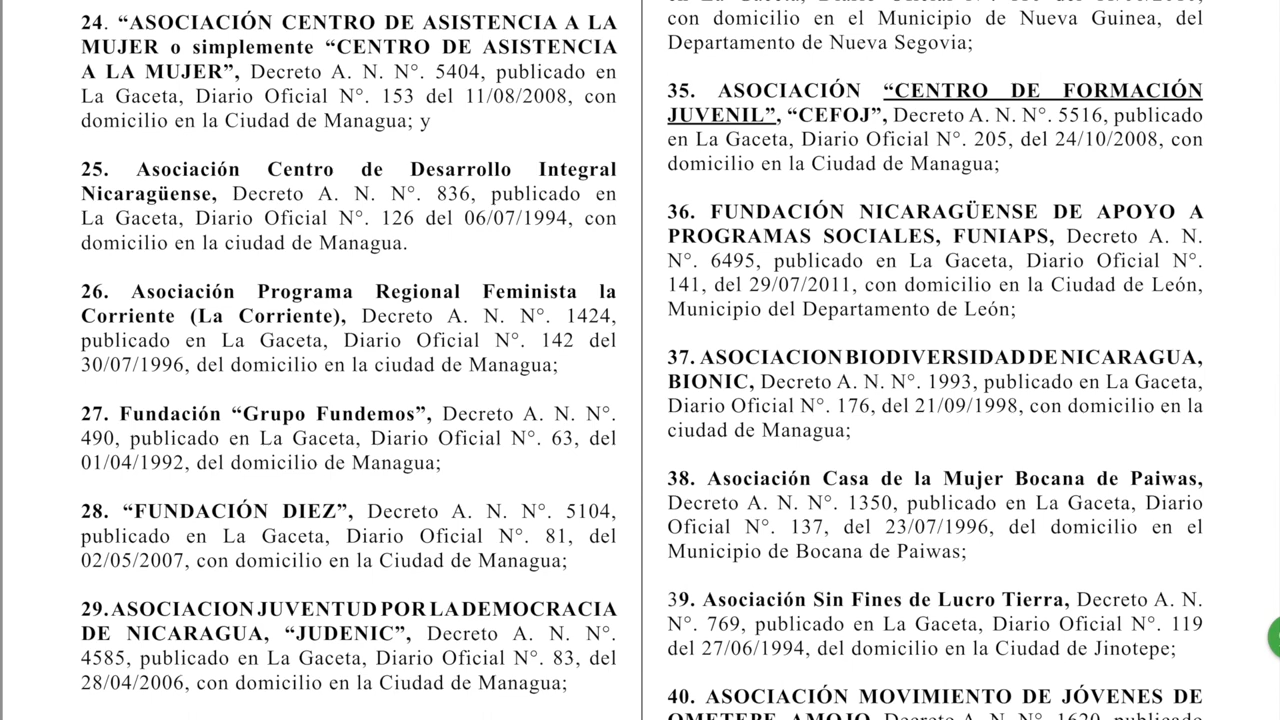 24. “ASOCIACIÓN CENTRO DE ASISTENCIA A LA
MUJER o simplemente “CENTRO DE ASISTENCIA
A LA MUJER”, Decreto A. N. N°. 5404, publicado en
La Gaceta, Diario Oficial N°. 153 del 11/08/2008, con
domicilio en la Ciudad de Managua; y
25. Asociación Centro de Desarrollo Integral
Nicaragüense, Decreto A. N. N°. 836, publicado en
La Gaceta, Diario Oficial N°. 126 del 06/07/1994, con
domicilio en la ciudad de Managua.
26. Asociación Programa Regional Feminista la
Corriente (La Corriente), Decreto A. N. N°. 1424,
publicado en La Gaceta, Diario Oficial N°. 142 del
30/07/1996, del domicilio en la ciudad de Managua;
27. Fundación “Grupo Fundemos”, Decreto A. N. N°.
490, publicado en La Gaceta, Diario Oficial N°. 63, del
01/04/1992, del domicilio de Managua;
28. “FUNDACIÓN DIEZ”, Decreto A. N. N°. 5104,
publicado en La Gaceta, Diario Oficial N°. 81, del
02/05/2007, con domicilio en la Ciudad de Managua;
29. ASOCIACION JUVENTUD POR LA DEMOCRACIA
DE NICARAGUA, “JUDENIC”, Decreto A. N. N°.
4585, publicado en La Gaceta, Diario Oficial N°. 83, del
28/04/2006, con domicilio en la Ciudad de Managua;
en La Gaceta, Diario Oficial N°.
con domicilio en el Municipio de Nueva Guinea, del
Departamento de Nueva Segovia;
35. ASOCIACIÓN “CENTRO DE FORMACIÓN
JUVENIL”, “CEFOJ”, Decreto A. N. N°. 5516, publicado
en La Gaceta, Diario Oficial N°. 205, del 24/10/2008, con
domicilio en la Ciudad de Managua;
36. FUNDACIÓN NICARAGÜENSE DE APOYO A
PROGRAMAS SOCIALES, FUNIAPS, Decreto A. N.
N°. 6495, publicado en La Gaceta, Diario Oficial N°.
141, del 29/07/2011, con domicilio en la Ciudad de León,
Municipio del Departamento de León;
37. ASOCIACION BIODIVERSIDAD DE NICARAGUA,
BIONIC, Decreto A. N. N°. 1993, publicado en La Gaceta,
Diario Oficial N°. 176, del 21/09/1998, con domicilio en la
ciudad de Managua;
38. Asociación Casa de la Mujer Bocana de Paiwas,
Decreto A. N. N°. 1350, publicado en La Gaceta, Diario
Oficial N°. 137, del 23/07/1996, del domicilio en el
Municipio de Bocana de Paiwas;
39. Asociación Sin Fines de Lucro Tierra, Decreto A. N.
N°. 769, publicado en La Gaceta, Diario Oficial N°. 119
del 27/06/1994, del domicilio en la Ciudad de Jinotepe;
40. ASOCIACIÓN MOVIMIENTO DE JÓVENES DE
OMETEPE, AMOJO, Decreto A. N. N°. 1620, publicado